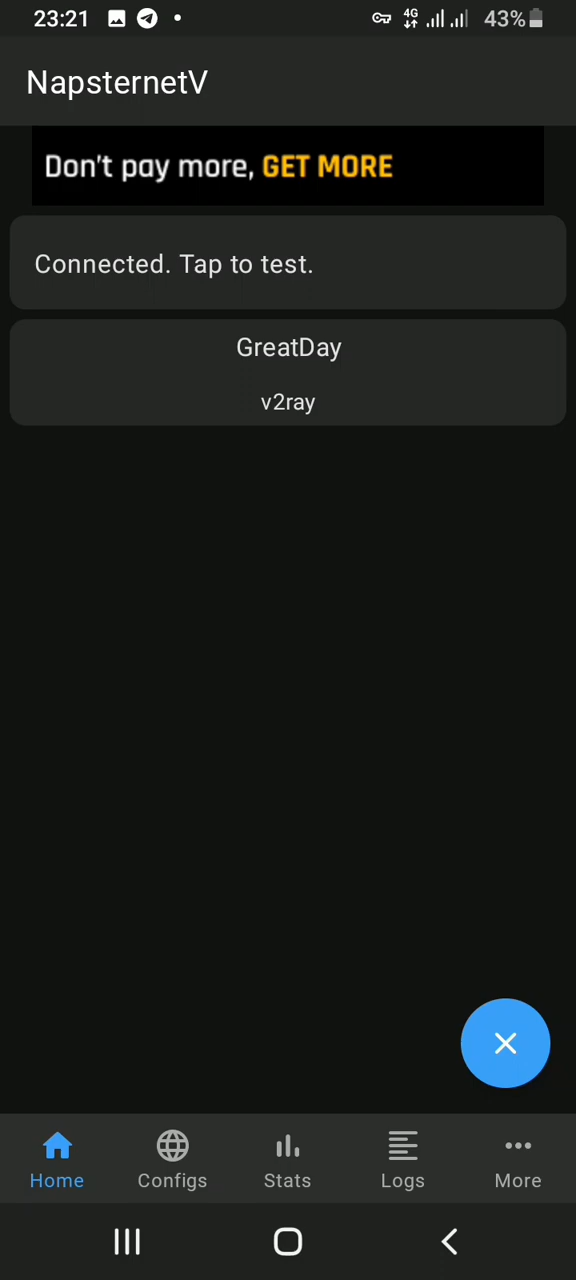 23:21 4G 43%
NapsternetV
Don't pay more, GET MORE
Connected. Tap to test.
GreatDay
v2ray
Home Configs Stats Logs More